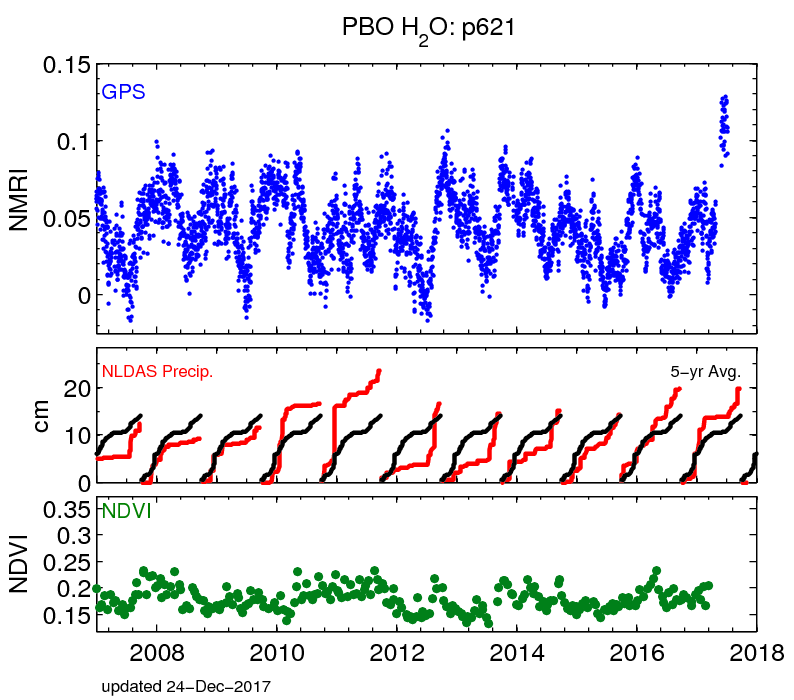 PBO H2O: p621
0.15
GPS
0.1
NMRI
0.05
0
NLDAS Precip. 5-yr Avg.
20
cm
10
0
0.35 NDVI
0.3
NDVI
0.25
0.2
0.15
2008 2010 2012 2014 2016 2018
updated 24-Dec-2017